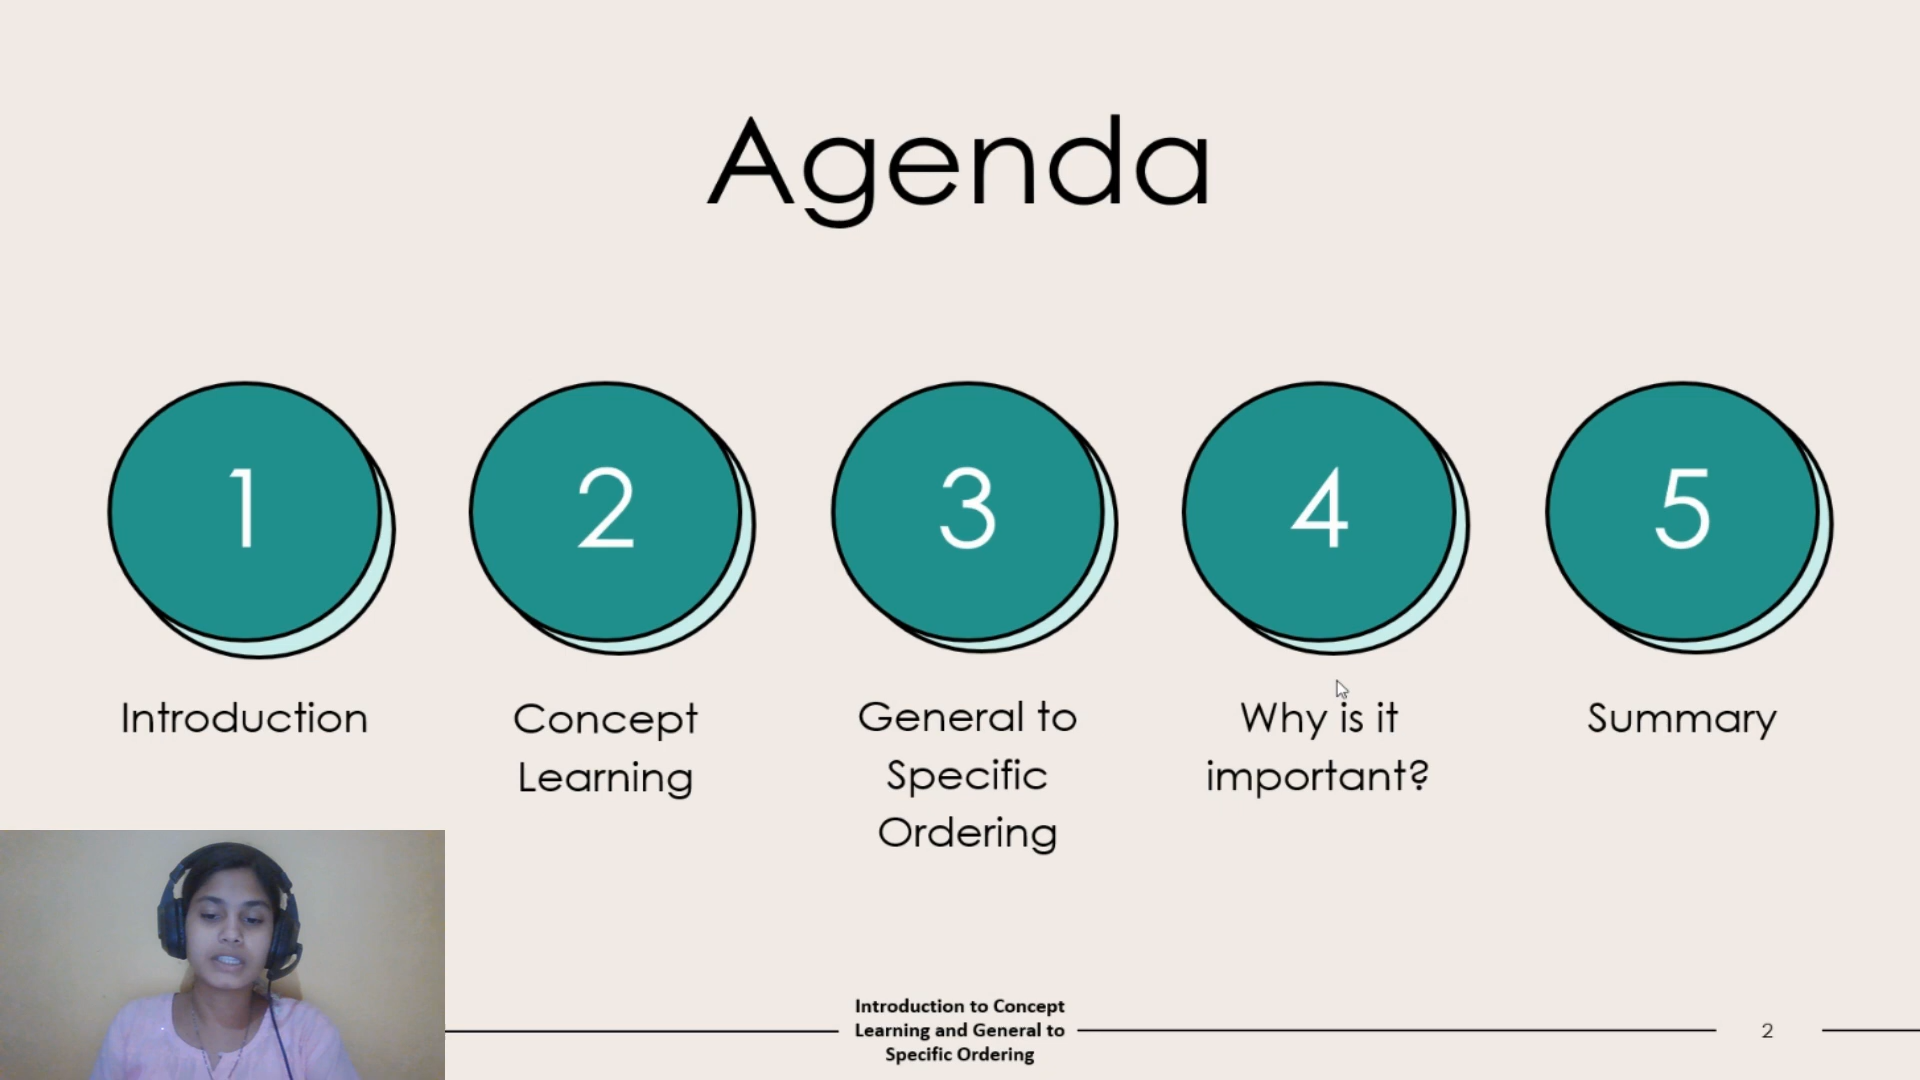 Agenda
1
2
3
4
5
Introduction
Concept
Learning
General to
Specific
Ordering
Why is it
important?
Summary
Introduction to Concept
Learning and General to
Specific Ordering
2